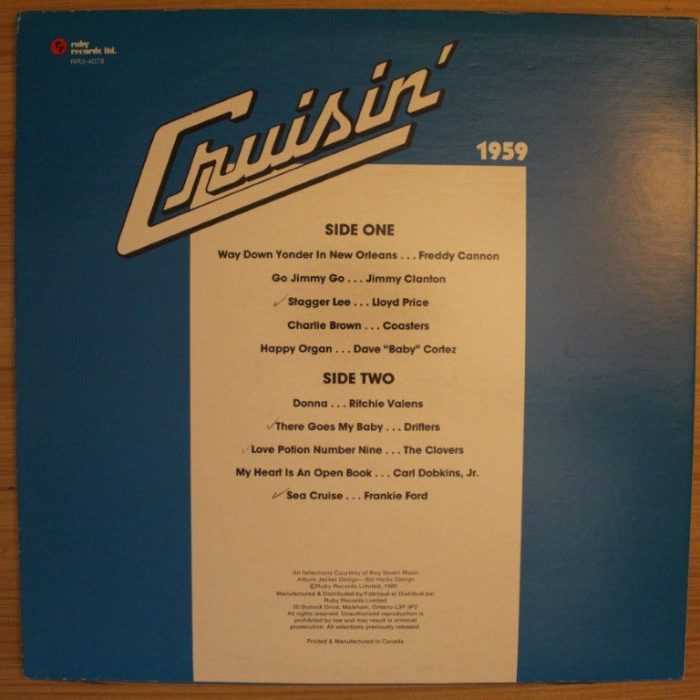 ruby
records ltd.
RR3-4078
Cruisin'
1959
SIDE ONE
Way Down Yonder In New Orleans . . . Freddy Cannon
Go Jimmy Go . . . Jimmy Clanton
Stagger Lee . . . Lloyd Price
Charlie Brown . . . Coasters
Happy Organ . . . Dave "Baby" Cortez
SIDE TWO
Donna . . . Ritchie Valens
There Goes My Baby . . . Drifters
Love Potion Number Nine . . . The Clovers
My Heart Is An Open Book . . . Carl Dobkins, Jr.
Sea Cruise . . . Frankie Ford
All Selections Courtesy of Key Seven Music
Album Jacket Design—Bill Hicks Design
©Ruby Records Limited, 1980
Manufactured & Distributed by/Fabriqué et Distribué par
Ruby Records Limited
50 Bullock Drive, Markham, Ontario L3P 3P2
All rights reserved. Unauthorized reproduction is
prohibited by law and may result in criminal
prosecution. All selections previously released.
Printed & Manufactured in Canada